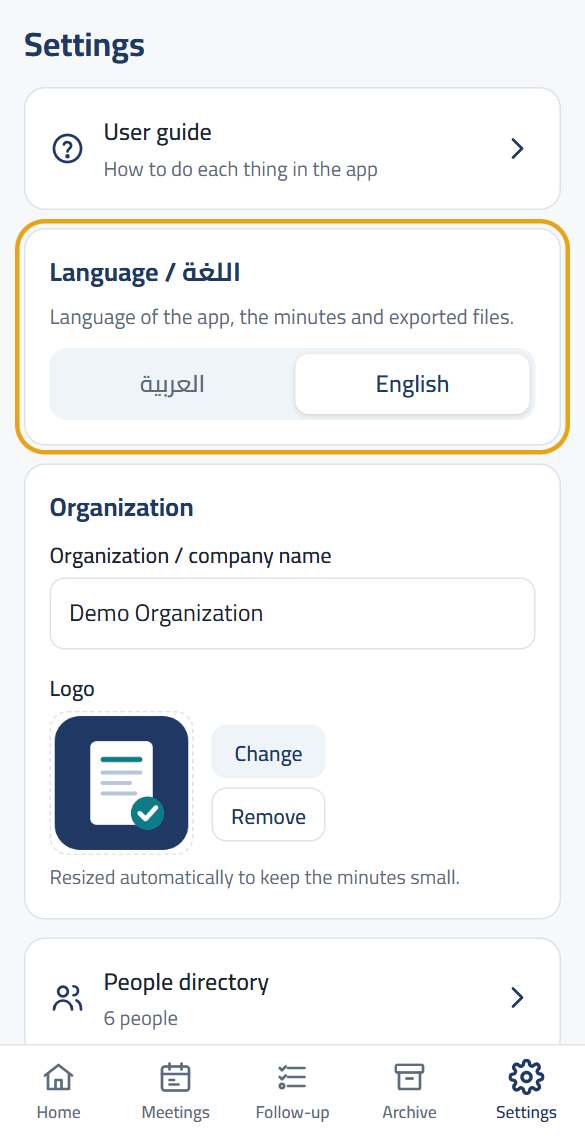 Settings
User guide
How to do each thing in the app
Language / اللغة
Language of the app, the minutes and exported files.
العربية
English
Organization
Organization / company name
Demo Organization
Logo
Change
Remove
Resized automatically to keep the minutes small.
People directory
6 people
Home
Meetings
Follow-up
Archive
Settings